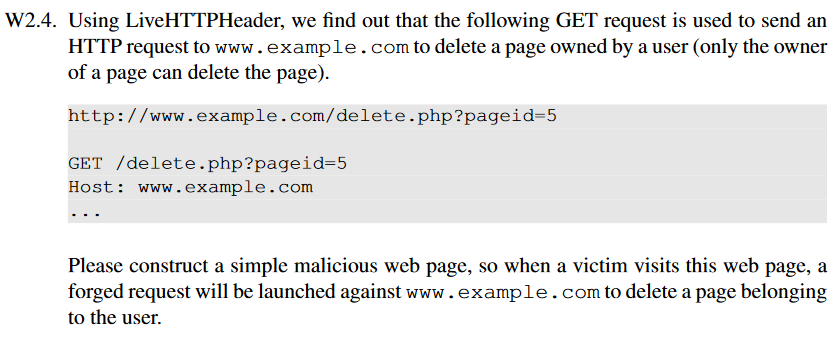 W2.4. Using LiveHTTPHeader, we find out that the following GET request is used to send an
HTTP request to www.example.com to delete a page owned by a user (only the owner
of a page can delete the page).
http://www.example.com/delete.php?pageid=5
GET /delete.php?pageid=5
Host: www.example.com
...
Please construct a simple malicious web page, so when a victim visits this web page, a
forged request will be launched against www.example.com to delete a page belonging
to the user.